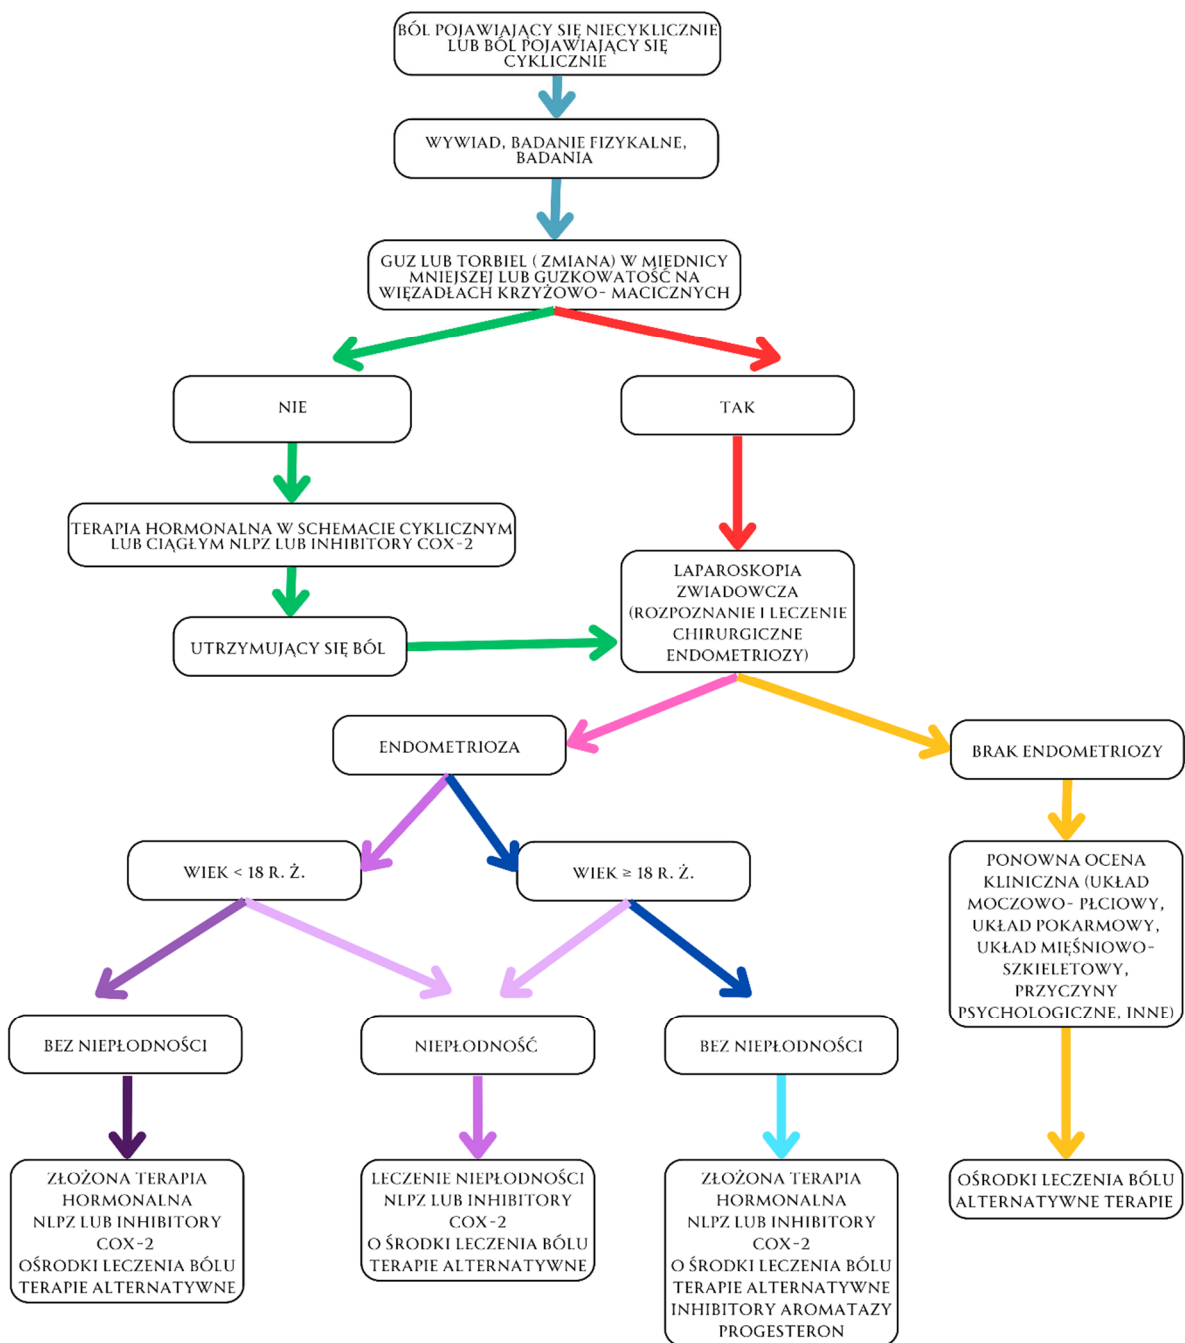 BÓL POJAWIAJĄCY SIĘ NIECYKLICZNIE
LUB BÓL POJAWIAJĄCY SIĘ
CYKLICZNIE
WYWIAD, BADANIE FIZYKALNE,
BADANIA
GUZ LUB TORBIEL ( ZMIANA) W MIEDNICY
MNIEJSZEJ LUB GUZKOWATOŚĆ NA
WIĘZADŁACH KRZYŻOWO- MACICZNYCH
NIE
TAK
TERAPIA HORMONALNA W SCHEMACIE CYKLICZNYM
LUB CIĄGŁYM NLPZ LUB INHIBITORY COX-2
UTRZYMUJĄCY SIĘ BÓL
LAPAROSKOPIA
ZWIADOWCZA
(ROZPOZNANIE I LECZENIE
CHIRURGICZNE
ENDOMETRIOZY)
ENDOMETRIOZA
BRAK ENDOMETRIOZY
WIEK < 18 R. Ż.
WIEK ≥ 18 R. Ż.
PONOWNA OCENA
KLINICZNA (UKŁAD
MOCZOWO- PŁCIOWY,
UKŁAD POKARMOWY,
UKŁAD MIĘŚNIOWO-
SZKIELETOWY,
PRZYCZYNY
PSYCHOLOGICZNE, INNE)
BEZ NIEPŁODNOŚCI
NIEPŁODNOŚĆ
BEZ NIEPŁODNOŚCI
ZŁOŻONA TERAPIA
HORMONALNA
NLPZ LUB INHIBITORY
COX-2
OŚRODKI LECZENIA BÓLU
TERAPIE ALTERNATYWNE
LECZENIE NIEPŁODNOŚCI
NLPZ LUB INHIBITORY
COX-2
O ŚRODKI LECZENIA BÓLU
TERAPIE ALTERNATYWNE
ZŁOŻONA TERAPIA
HORMONALNA
NLPZ LUB INHIBITORY
COX-2
O ŚRODKI LECZENIA BÓLU
TERAPIE ALTERNATYWNE
INHIBITORY AROMATAZY
PROGESTERON
OŚRODKI LECZENIA BÓLU
ALTERNATYWNE TERAPIE